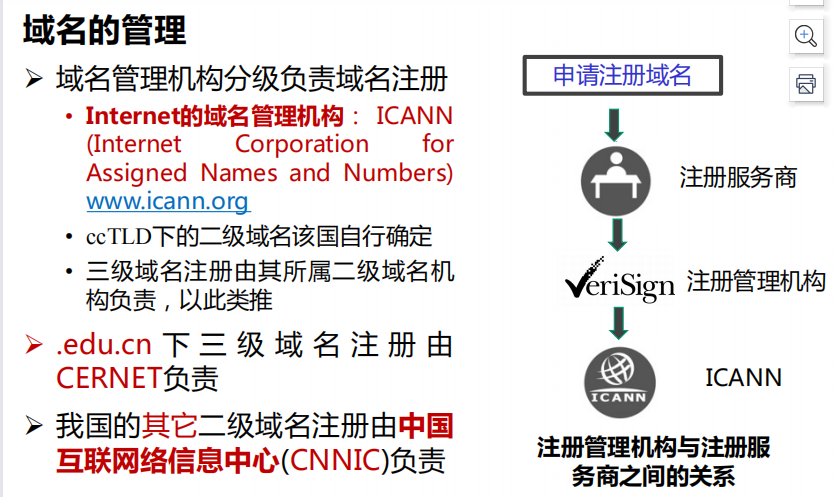 域名的管理
域名管理机构分级负责域名注册
Internet的域名管理机构： ICANN
(Internet Corporation for
Assigned Names and Numbers)
www.icann.org
ccTLD下的二级域名该国自行确定
三级域名注册由其所属二级域名机
构负责，以此类推
.edu.cn下三级域名注册由
CERNET负责
我国的其它二级域名注册由中国
互联网络信息中心(CNNIC)负责
申请注册域名
注册服务商
VeriSign 注册管理机构
ICANN
ICANN
注册管理机构与注册服
务商之间的关系